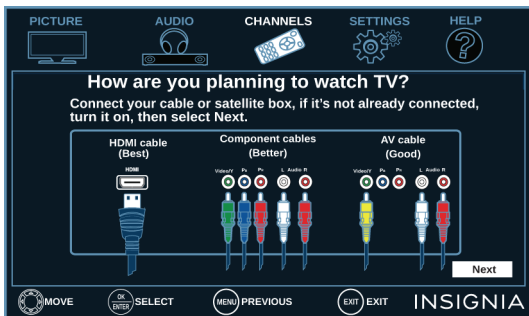 PICTURE AUDIO CHANNELS SETTINGS HELP
How are you planning to watch TV?
Connect your cable or satellite box, if it's not already connected,
turn it on, then select Next.
HDMI cable
(Best)
Component cables
(Better)
AV cable
(Good)
HDMI
Video/Y PB PR L Audio R
Video/Y PB PR L Audio R
Next
MOVE OK ENTER SELECT MENU PREVIOUS EXIT EXIT INSIGNIA